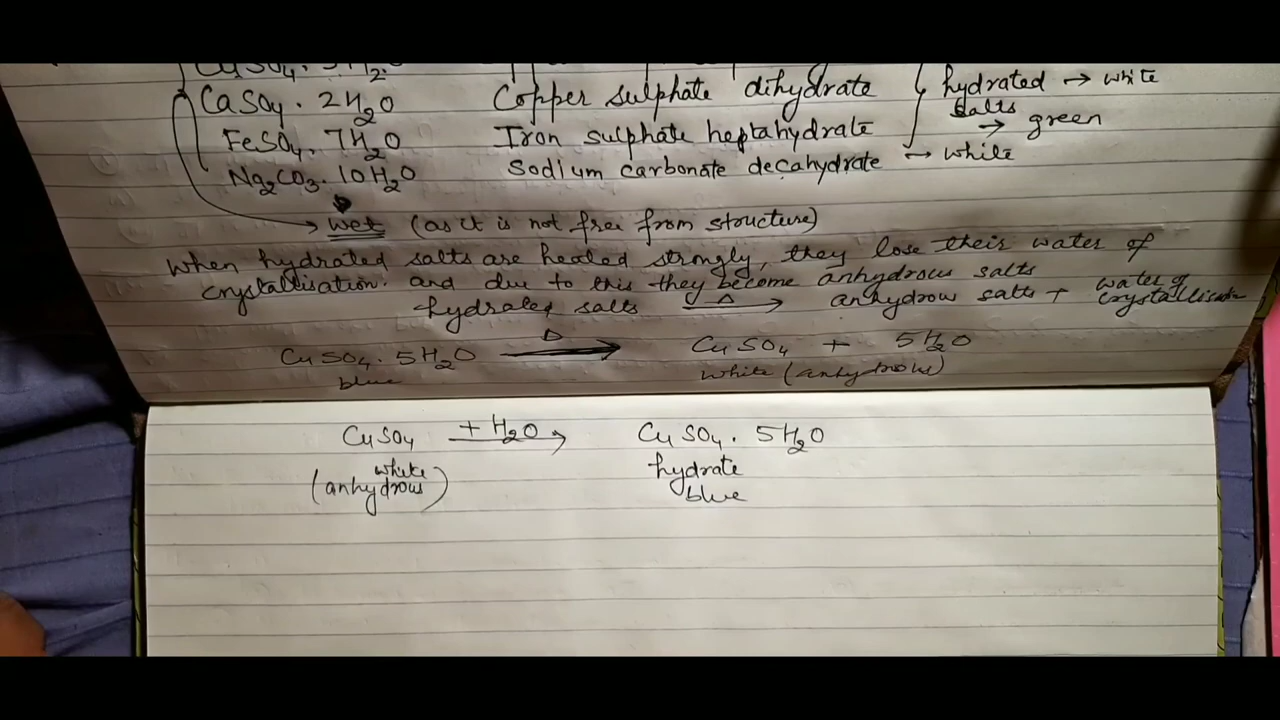 CuSO4. 5H2O
CaSO4. 2H2O Copper sulphate dihydrate hydrated → white
salts
FeSO4. 7H2O Iron sulphate heptahydrate → green
Na2CO3. 10H2O Sodium carbonate decahydrate → white
→ wet (as it is not free from structure)
When hydrated salts are heated strongly, they lose their water of
crystallisation. and due to this they become anhydrous salts
hydrated salts Δ → anhydrous salts + water of crystallisation
CuSO4. 5H2O Δ → CuSO4 + 5H2O
blue white (anhydrous)
CuSO4 + H2O → CuSO4. 5H2O
white hydrate
(anhydrous) blue